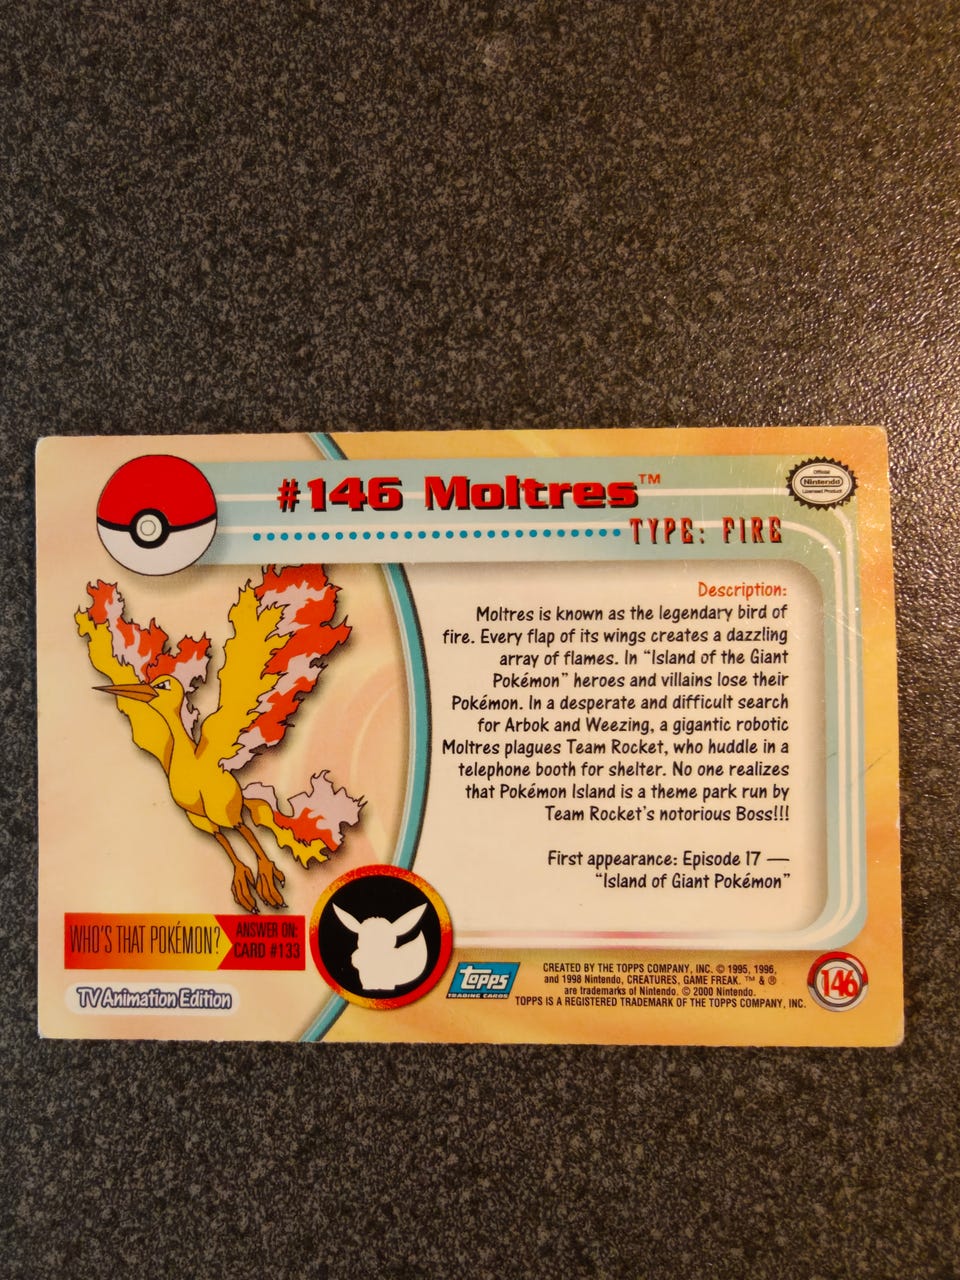 #146 Moltres™
Official
Nintendo
Licensed Product
TYPE: FIRE
Description:
Moltres is known as the legendary bird of
fire. Every flap of its wings creates a dazzling
array of flames. In “Island of the Giant
Pokémon” heroes and villains lose their
Pokémon. In a desperate and difficult search
for Arbok and Weezing, a gigantic robotic
Moltres plagues Team Rocket, who huddle in a
telephone booth for shelter. No one realizes
that Pokémon Island is a theme park run by
Team Rocket's notorious Boss!!!
First appearance: Episode 17 —
“Island of Giant Pokémon”
WHO'S THAT POKÉMON?
ANSWER ON:
CARD #133
TV Animation Edition
topps
TRADING CARDS
CREATED BY THE TOPPS COMPANY, INC. © 1995, 1996,
and 1998 Nintendo, CREATURES, GAME FREAK. ™ & ®
are trademarks of Nintendo. © 2000 Nintendo.
TOPPS IS A REGISTERED TRADEMARK OF THE TOPPS COMPANY, INC.
146